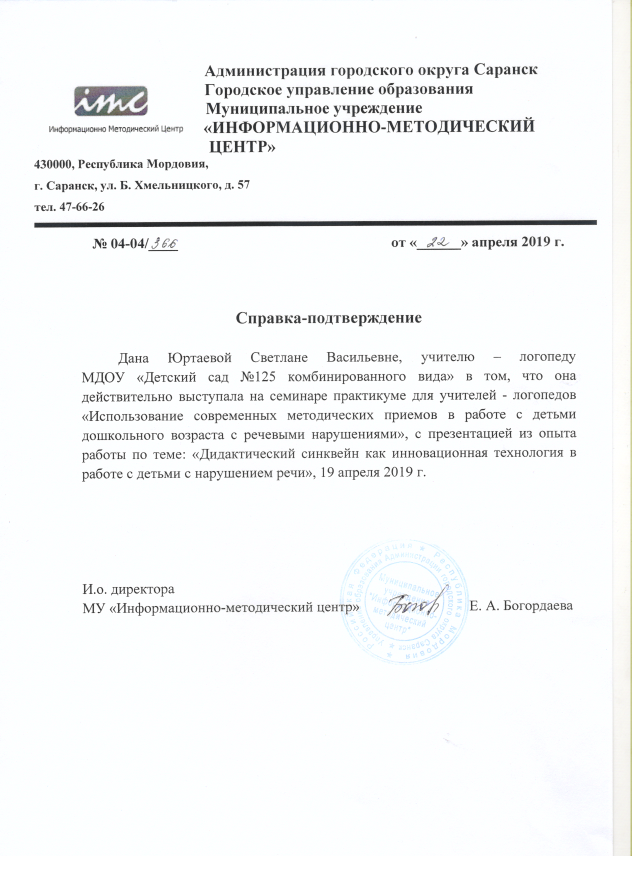 Администрация городского округа Саранск
Городское управление образования
Муниципальное учреждение
«ИНФОРМАЦИОННО-МЕТОДИЧЕСКИЙ
ЦЕНТР»
imc
Информационно Методический Центр
430000, Республика Мордовия,
г. Саранск, ул. Б. Хмельницкого, д. 57
тел. 47-66-26
№ 04-04/366 от «22» апреля 2019 г.
Справка-подтверждение
Дана Юртаевой Светлане Васильевне, учителю – логопеду
МДОУ «Детский сад №125 комбинированного вида» в том, что она
действительно выступала на семинаре практикуме для учителей - логопедов
«Использование современных методических приемов в работе с детьми
дошкольного возраста с речевыми нарушениями», с презентацией из опыта
работы по теме: «Дидактический синквейн как инновационная технология в
работе с детьми с нарушением речи», 19 апреля 2019 г.
И.о. директора
МУ «Информационно-методический центр» Е. А. Богордаева
Муниципальное
учреждение
методический
центр"